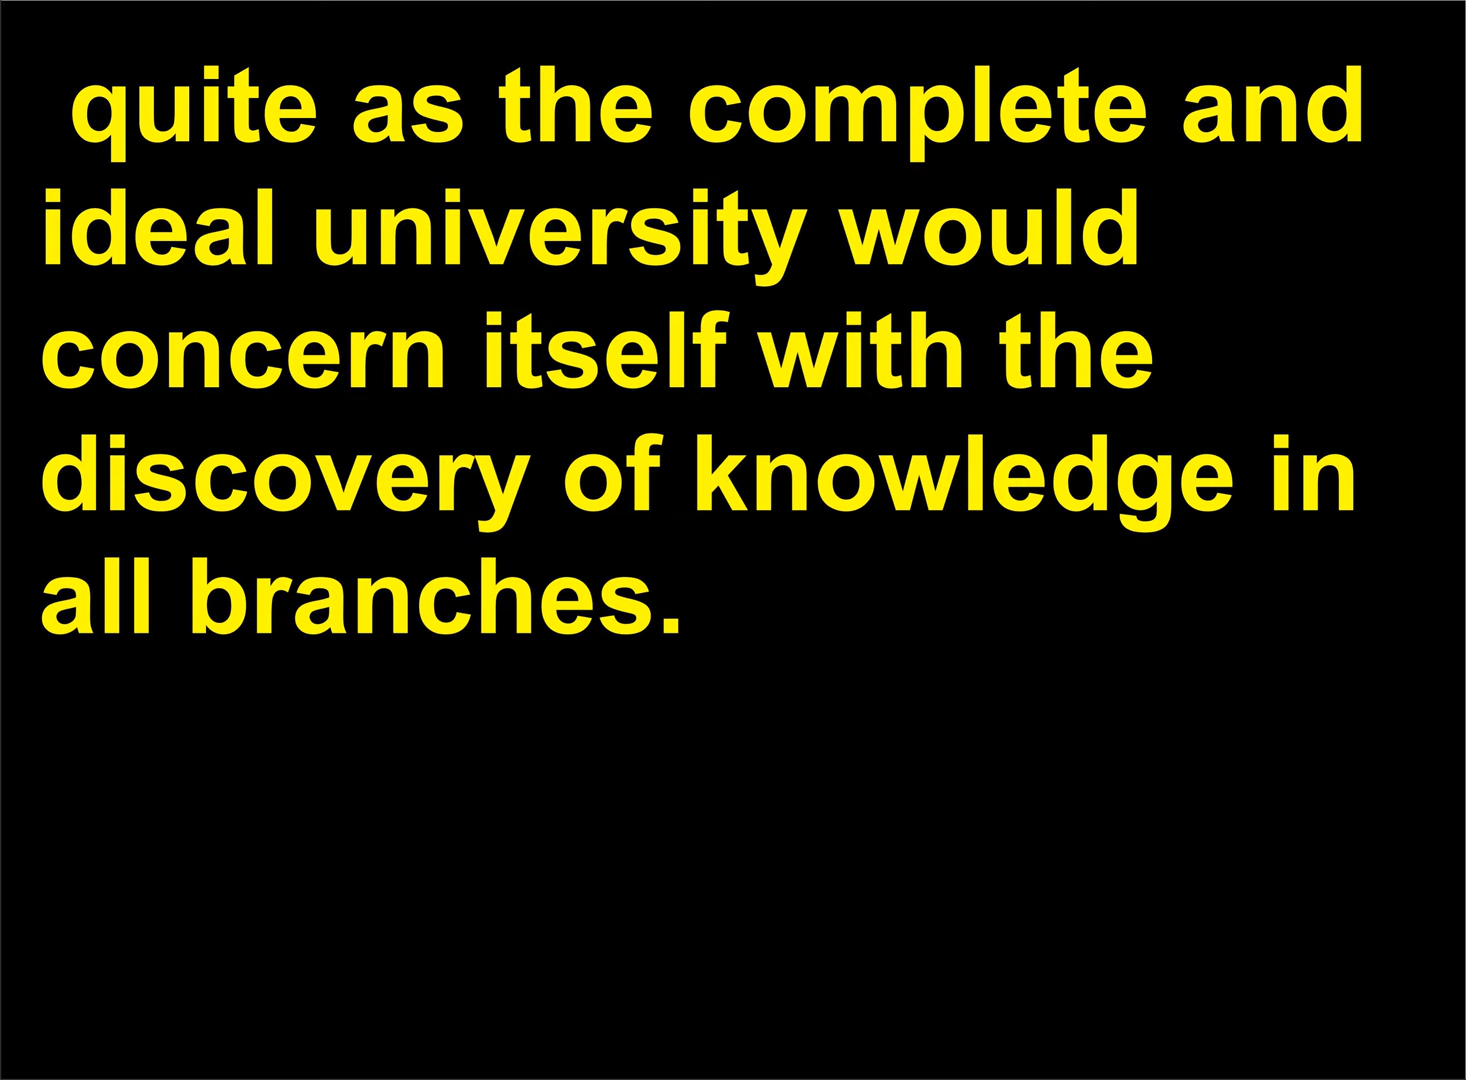 quite as the complete and
ideal university would
concern itself with the
discovery of knowledge in
all branches.